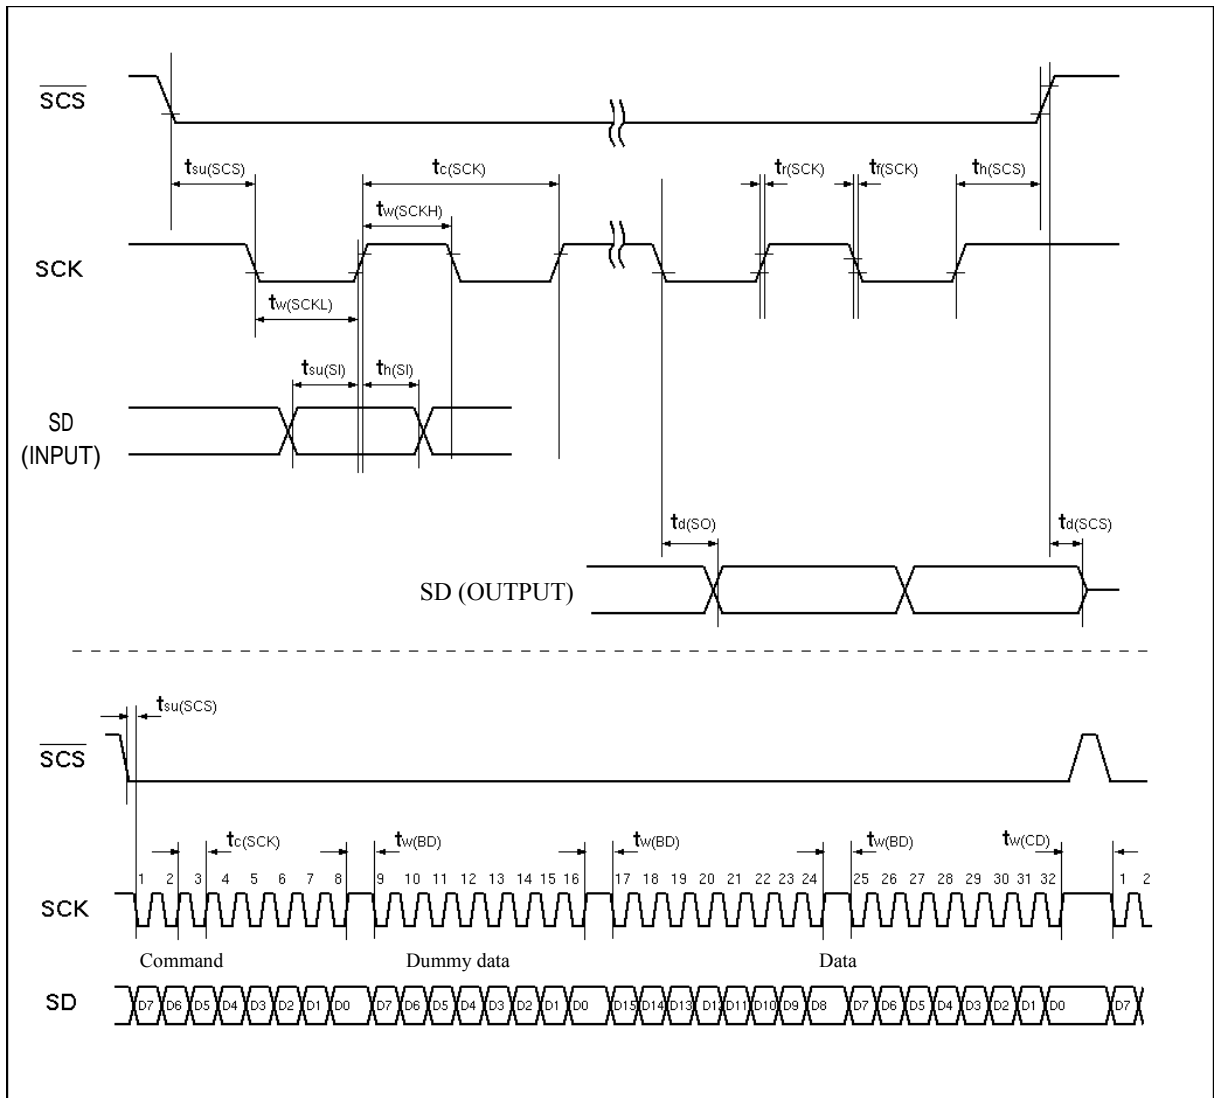 SCS
tsu(SCS) tc(SCK) tr(SCK) tf(SCK) th(SCS)
tw(SCKH)
SCK
tw(SCKL)
tsu(SI) th(SI)
SD
(INPUT)
td(SO) td(SCS)
SD (OUTPUT)
tsu(SCS)
SCS
tc(SCK) tw(BD) tw(BD) tw(BD) tw(CD)
1 2 3 4 5 6 7 8 9 10 11 12 13 14 15 16 17 18 19 20 21 22 23 24 25 26 27 28 29 30 31 32 1 2
SCK
Command Dummy data Data
SD D7 D6 D5 D4 D3 D2 D1 D0 D7 D6 D5 D4 D3 D2 D1 D0 D15 D14 D13 D12 D11 D10 D9 D8 D7 D6 D5 D4 D3 D2 D1 D0 D7